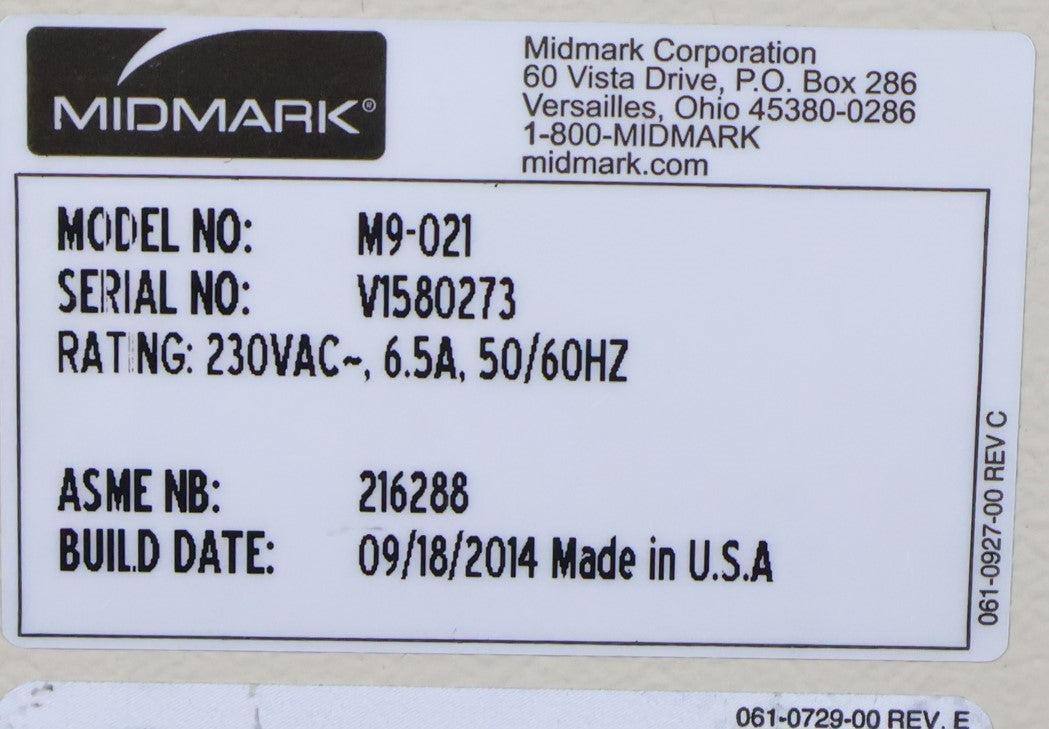 MIDMARK®
Midmark Corporation
60 Vista Drive, P.O. Box 286
Versailles, Ohio 45380-0286
1-800-MIDMARK
midmark.com
MODEL NO: M9-021
SERIAL NO: V1580273
RATING: 230VAC~, 6.5A, 50/60HZ
ASME NB: 216288
BUILD DATE: 09/18/2014 Made in U.S.A
061-0927-00 REV C
061-0729-00 REV. E